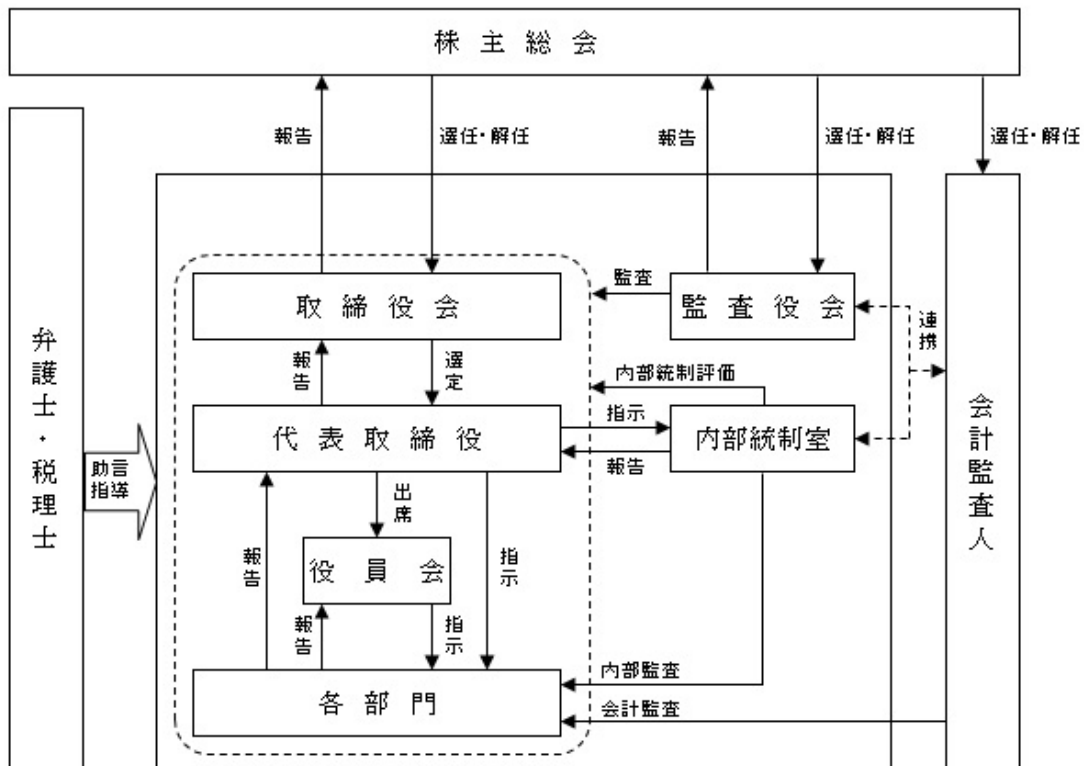 株主総会
報告
選任・解任
報告
選任・解任
選任・解任
弁護士・税理士
助言
指導
取締役会
監査
監査役会
連携
会計監査人
報告
選定
内部統制評価
代表取締役
指示
報告
内部統制室
出席
役員会
報告
指示
報告
指示
内部監査
各部門
会計監査